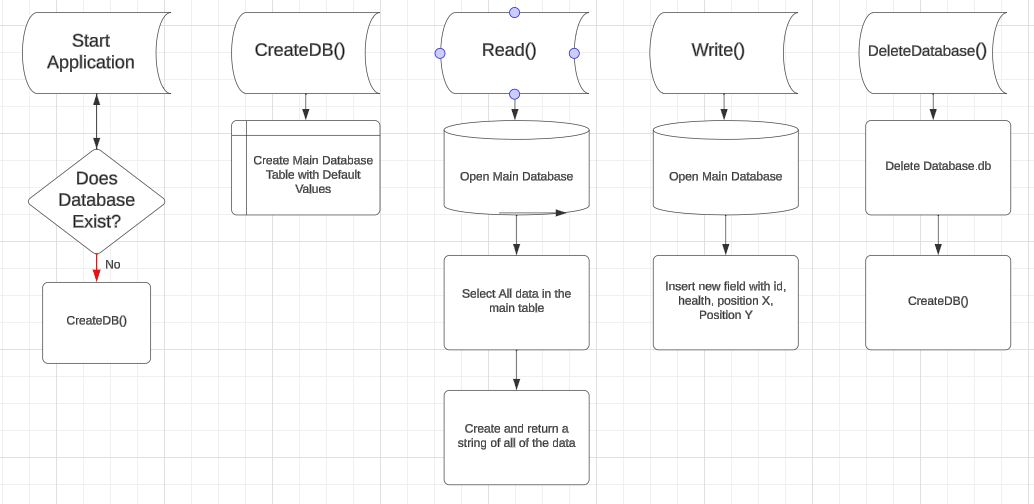 Start
Application
Does
Database
Exist?
No
CreateDB()
CreateDB()
Create Main Database
Table with Default
Values
Read()
Open Main Database
Select All data in the
main table
Create and return a
string of all of the data
Write()
Open Main Database
Insert new field with id,
health, position X,
Position Y
DeleteDatabase()
Delete Database.db
CreateDB()